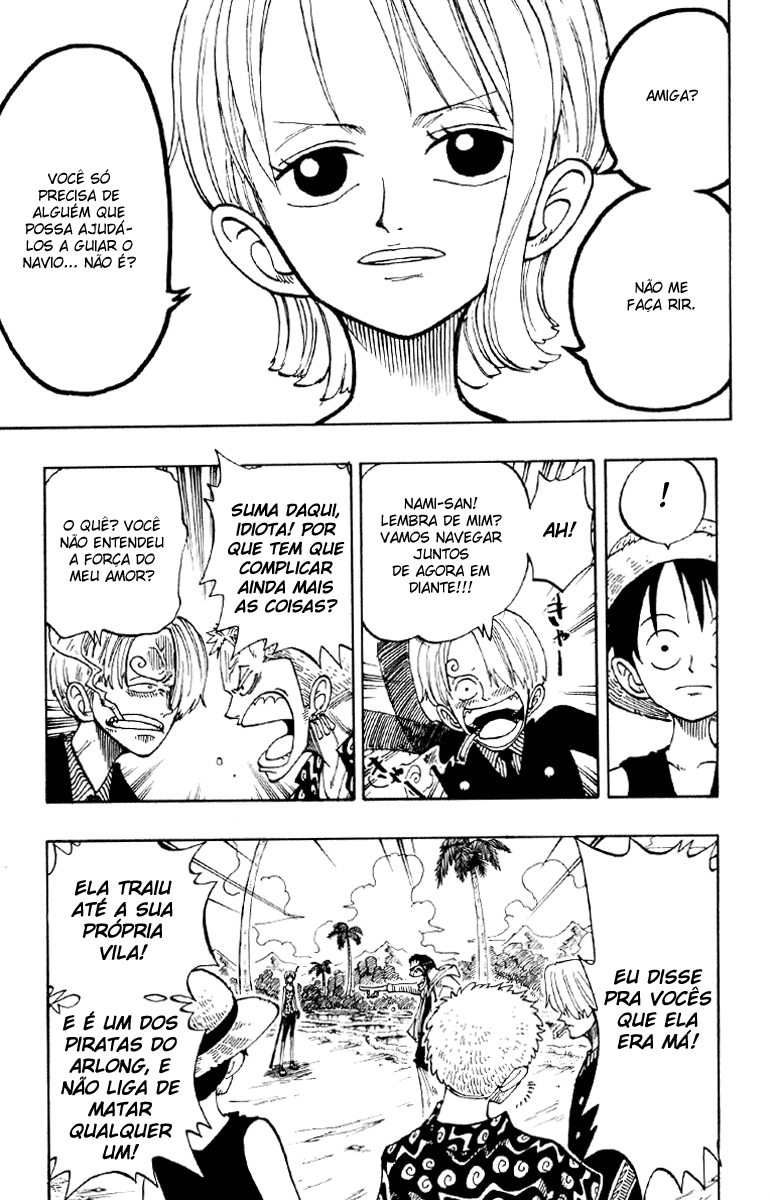 AMIGA?
NÃO ME
FAÇA RIR.
VOCÊ SÓ
PRECISA DE
ALGUÉM QUE
POSSA AJUDÁ-
LOS A GUIAR O
NAVIO... NÃO É?
!
AH!
NAMI-SAN!
LEMBRA DE MIM?
VAMOS NAVEGAR
JUNTOS
DE AGORA EM
DIANTE!!!
きゃー
SUMA DAQUI,
IDIOTA! POR
QUE TEM QUE
COMPLICAR
AINDA MAIS
AS COISAS?
O QUÊ? VOCÊ
NÃO ENTENDEU
A FORÇA DO
MEU AMOR?
EU DISSE
PRA VOCÊS
QUE ELA
ERA MÁ!
ELA TRAIU
ATÉ A SUA
PRÓPRIA
VILA!
E É UM DOS
PIRATAS DO
ARLONG, E
NÃO LIGA DE
MATAR
QUALQUER
UM!